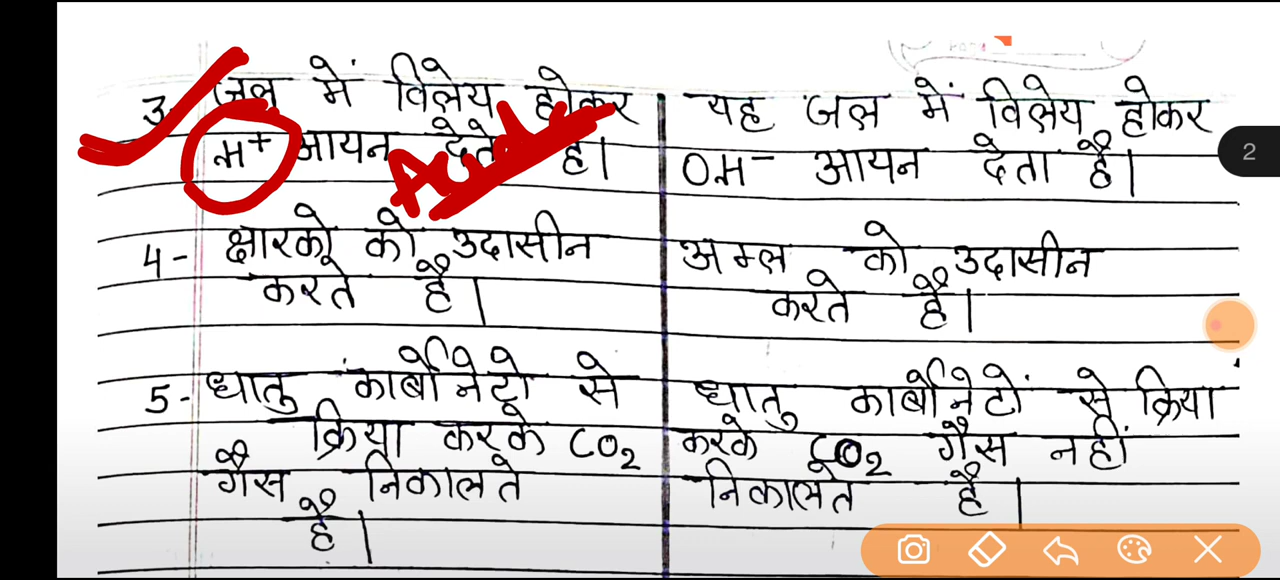 3- जल में विलेय होकर
H⁺ आयन देते है।
यह जल में विलेय होकर
OH⁻ आयन देता है।
2
4- क्षारको को उदासीन
करते है।
अम्ल को उदासीन
करते है।
5- धातु कार्बोनेटो से
क्रिया करके CO₂
गैस निकालते
है।
धातु कार्बोनेटों से क्रिया
करके CO₂ गैस नहीं
निकालते है।